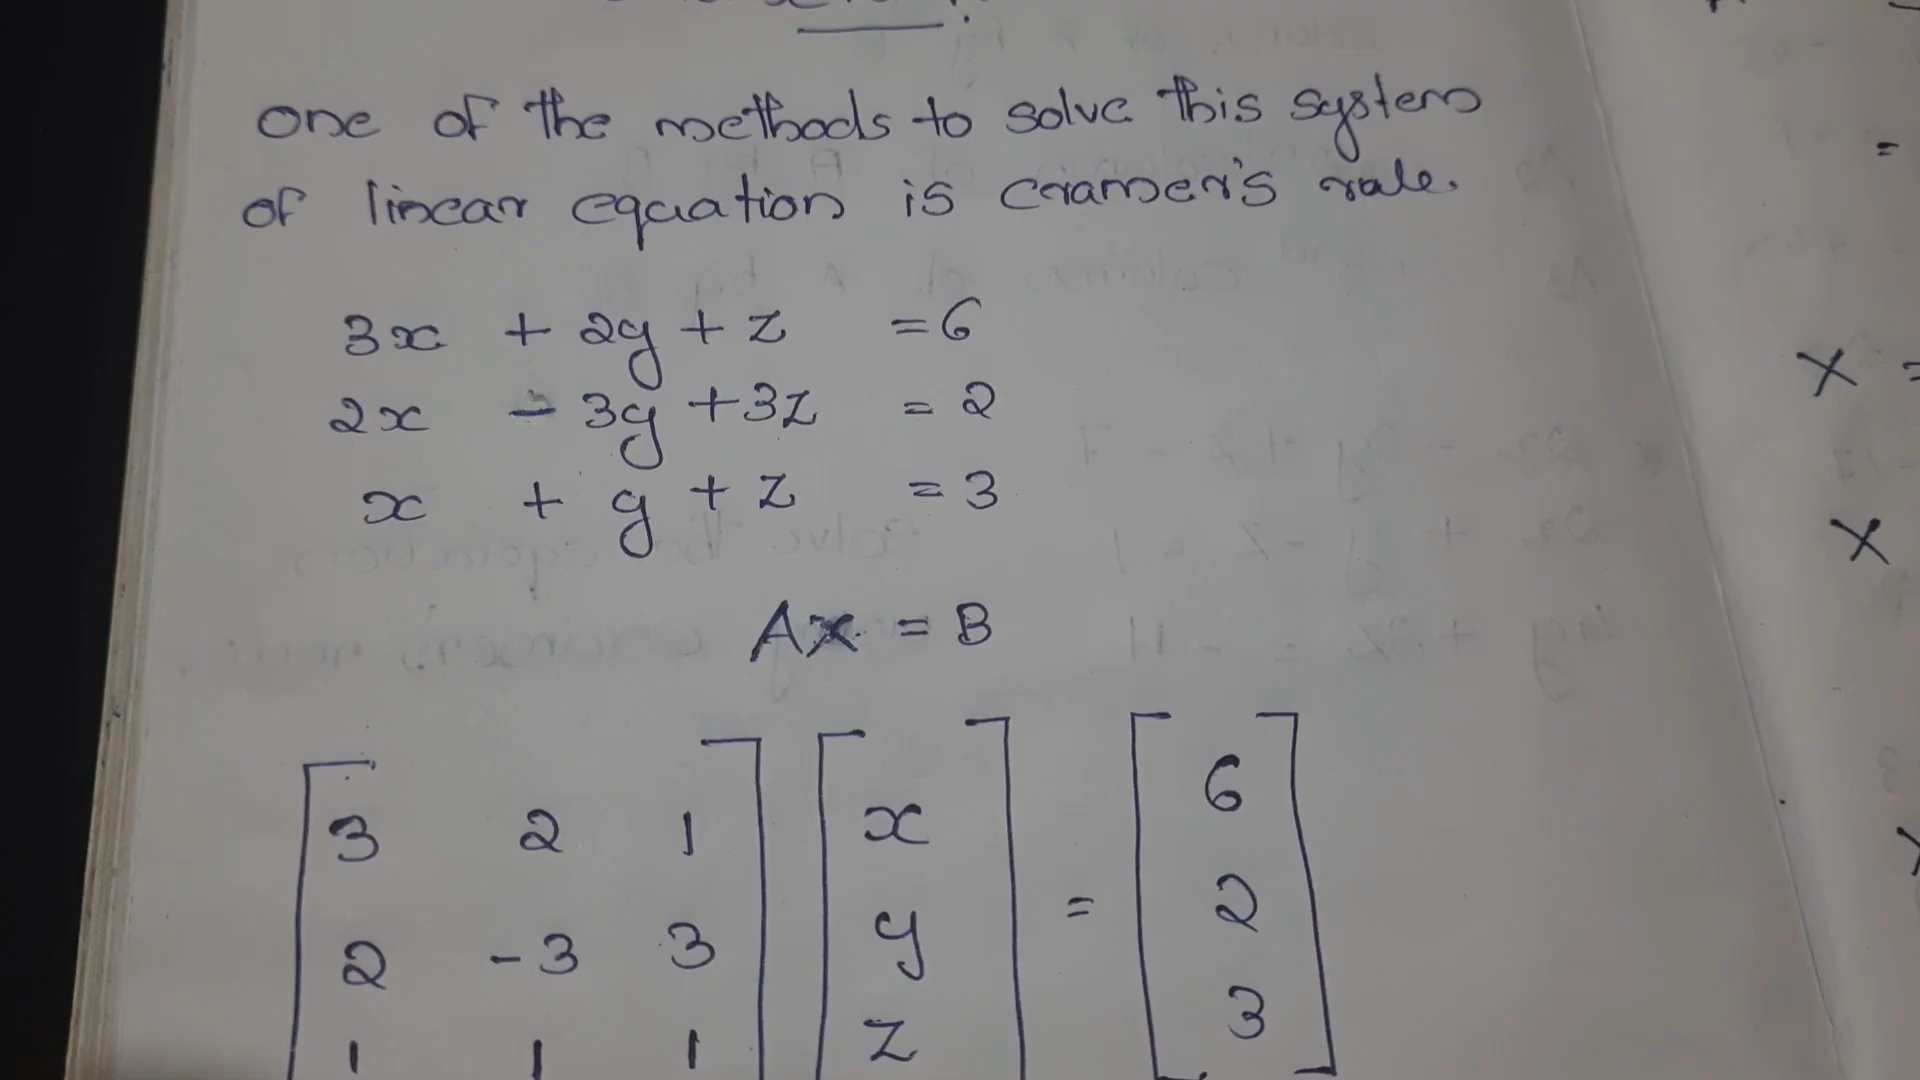 one of the methods to solve this system
of linear equation is cramer's rule.
3x + 2y + z = 6
2x - 3y + 3z = 2
x + y + z = 3
Ax = B
[3 2 1] [x] = [6]
[2 -3 3] [y] [2]
[1 1 1] [z] [3]